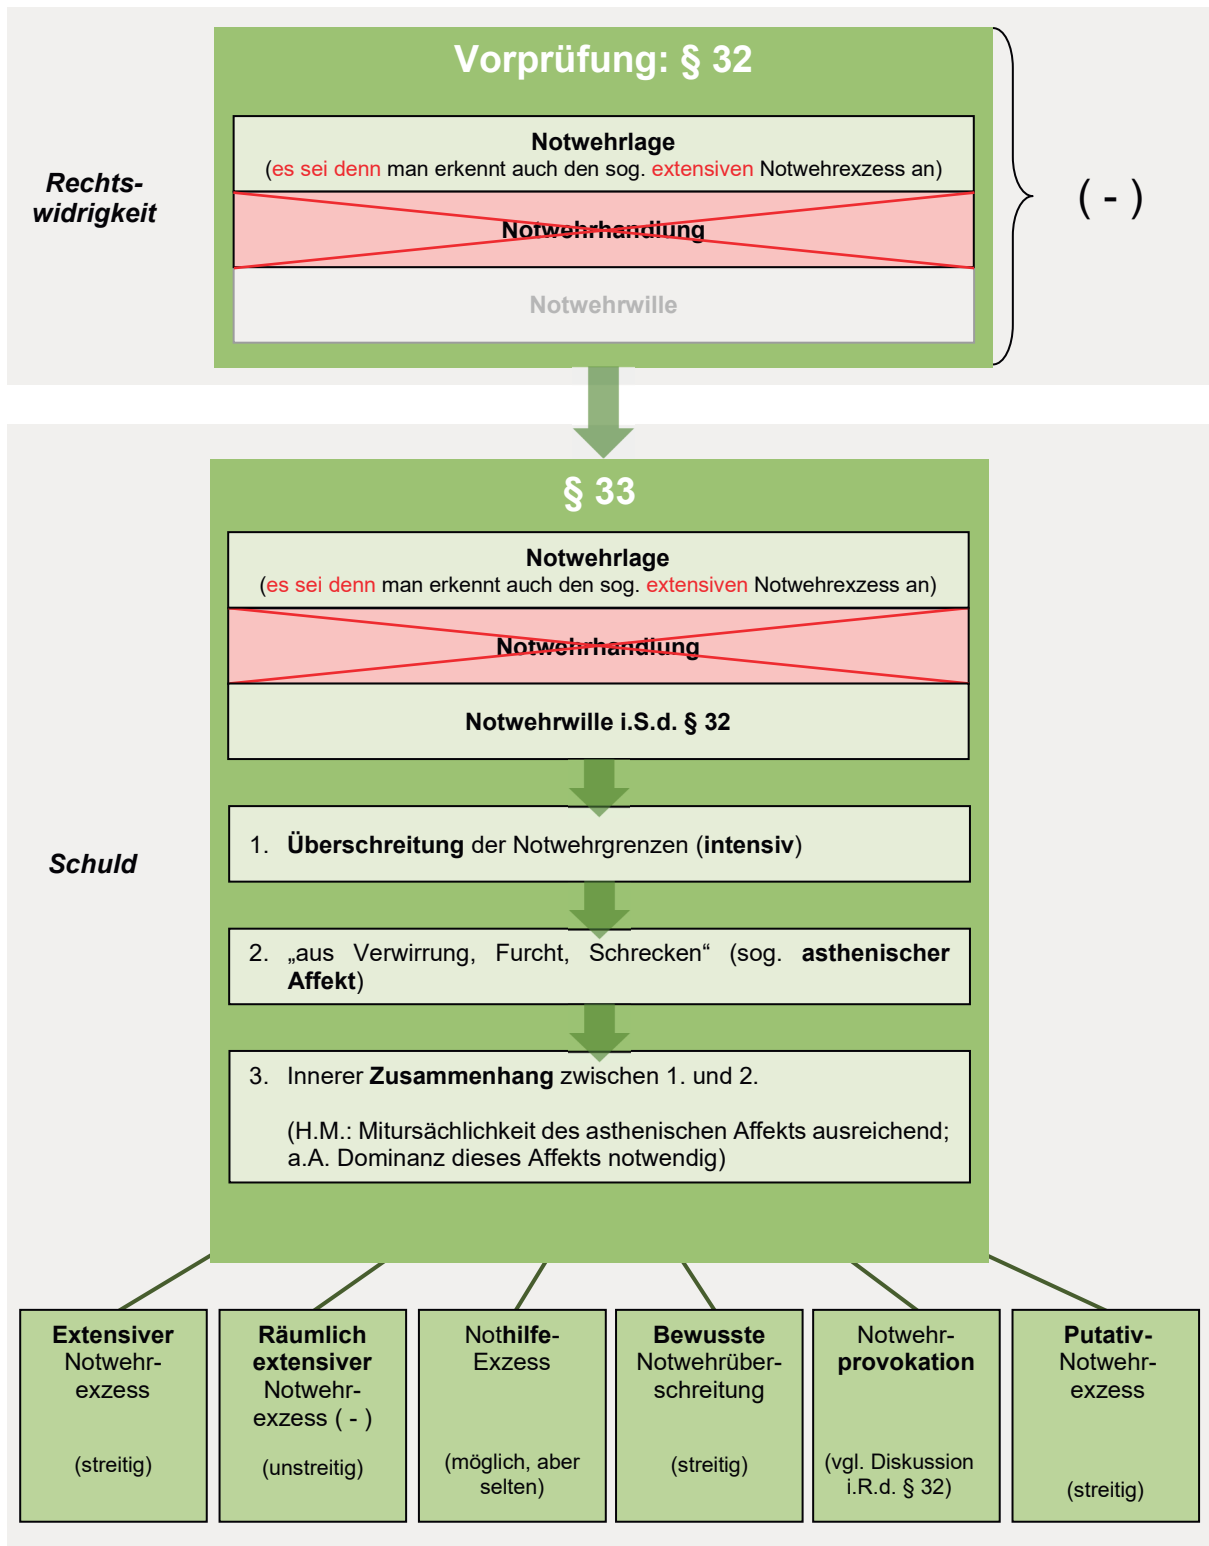 Vorprüfung: § 32
Notwehrlage
(es sei denn man erkennt auch den sog. extensiven Notwehrexzess an)
Rechts-
widrigkeit
( - )
Notwehrhandlung
Notwehrwille
§ 33
Notwehrlage
(es sei denn man erkennt auch den sog. extensiven Notwehrexzess an)
Notwehrhandlung
Notwehrwille i.S.d. § 32
Schuld
1. Überschreitung der Notwehrgrenzen (intensiv)
2. „aus Verwirrung, Furcht, Schrecken“ (sog. asthenischer
Affekt)
3. Innerer Zusammenhang zwischen 1. und 2.
(H.M.: Mitursächlichkeit des asthenischen Affekts ausreichend;
a.A. Dominanz dieses Affekts notwendig)
Extensiver
Notwehr-
exzess
(streitig)
Räumlich
extensiver
Notwehr-
exzess ( - )
(unstreitig)
Nothilfe-
Exzess
(möglich, aber
selten)
Bewusste
Notwehrüber-
schreitung
(streitig)
Notwehr-
provokation
(vgl. Diskussion
i.R.d. § 32)
Putativ-
Notwehr-
exzess
(streitig)